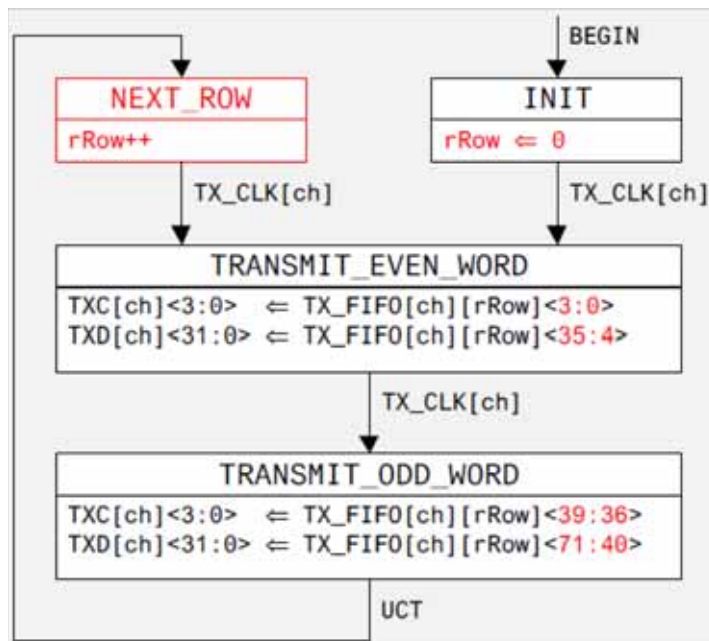 BEGIN
NEXT_ROW
rRow++
INIT
rRow ⇐ 0
TX_CLK[ch]
TX_CLK[ch]
TRANSMIT_EVEN_WORD
TXC[ch]<3:0> ⇐ TX_FIFO[ch][rRow]<3:0>
TXD[ch]<31:0> ⇐ TX_FIFO[ch][rRow]<35:4>
TX_CLK[ch]
TRANSMIT_ODD_WORD
TXC[ch]<3:0> ⇐ TX_FIFO[ch][rRow]<39:36>
TXD[ch]<31:0> ⇐ TX_FIFO[ch][rRow]<71:40>
UCT